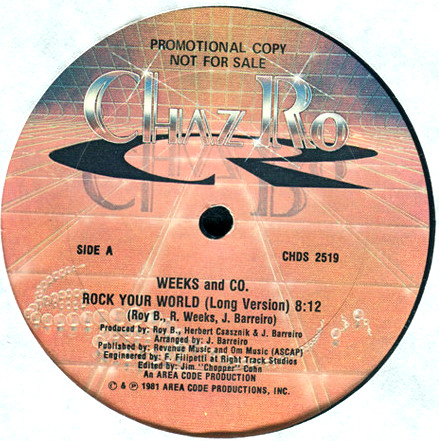 PROMOTIONAL COPY
NOT FOR SALE
CHAZ RO
SIDE A
CHDS 2519
WEEKS and CO.
ROCK YOUR WORLD (Long Version) 8:12
(Roy B., R. Weeks, J. Barreiro)
Produced by: Roy B., Herbert Csasznik & J. Barreiro
Arranged by: J. Barreiro
Published by: Revenue Music and Om Music (ASCAP)
Engineered by: F. Filipetti at Right Track Studios
Edited by: Jim "Chopper" Cohn
An AREA CODE PRODUCTION
© & ℗ 1981 AREA CODE PRODUCTIONS, INC.